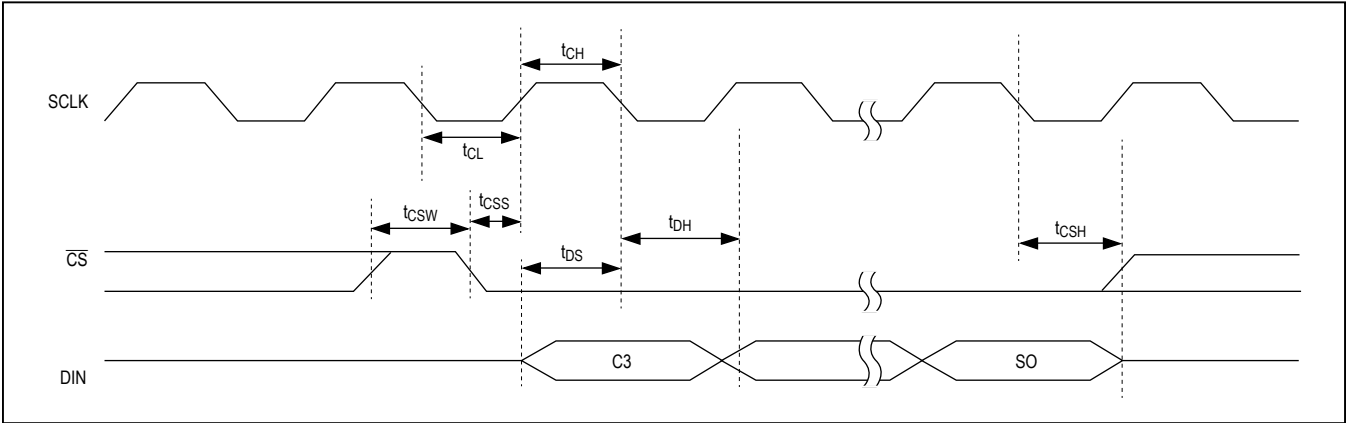 tCH
SCLK
tCL
tCSW
tCSS
tDH
tCSH
CS
tDS
C3
SO
DIN